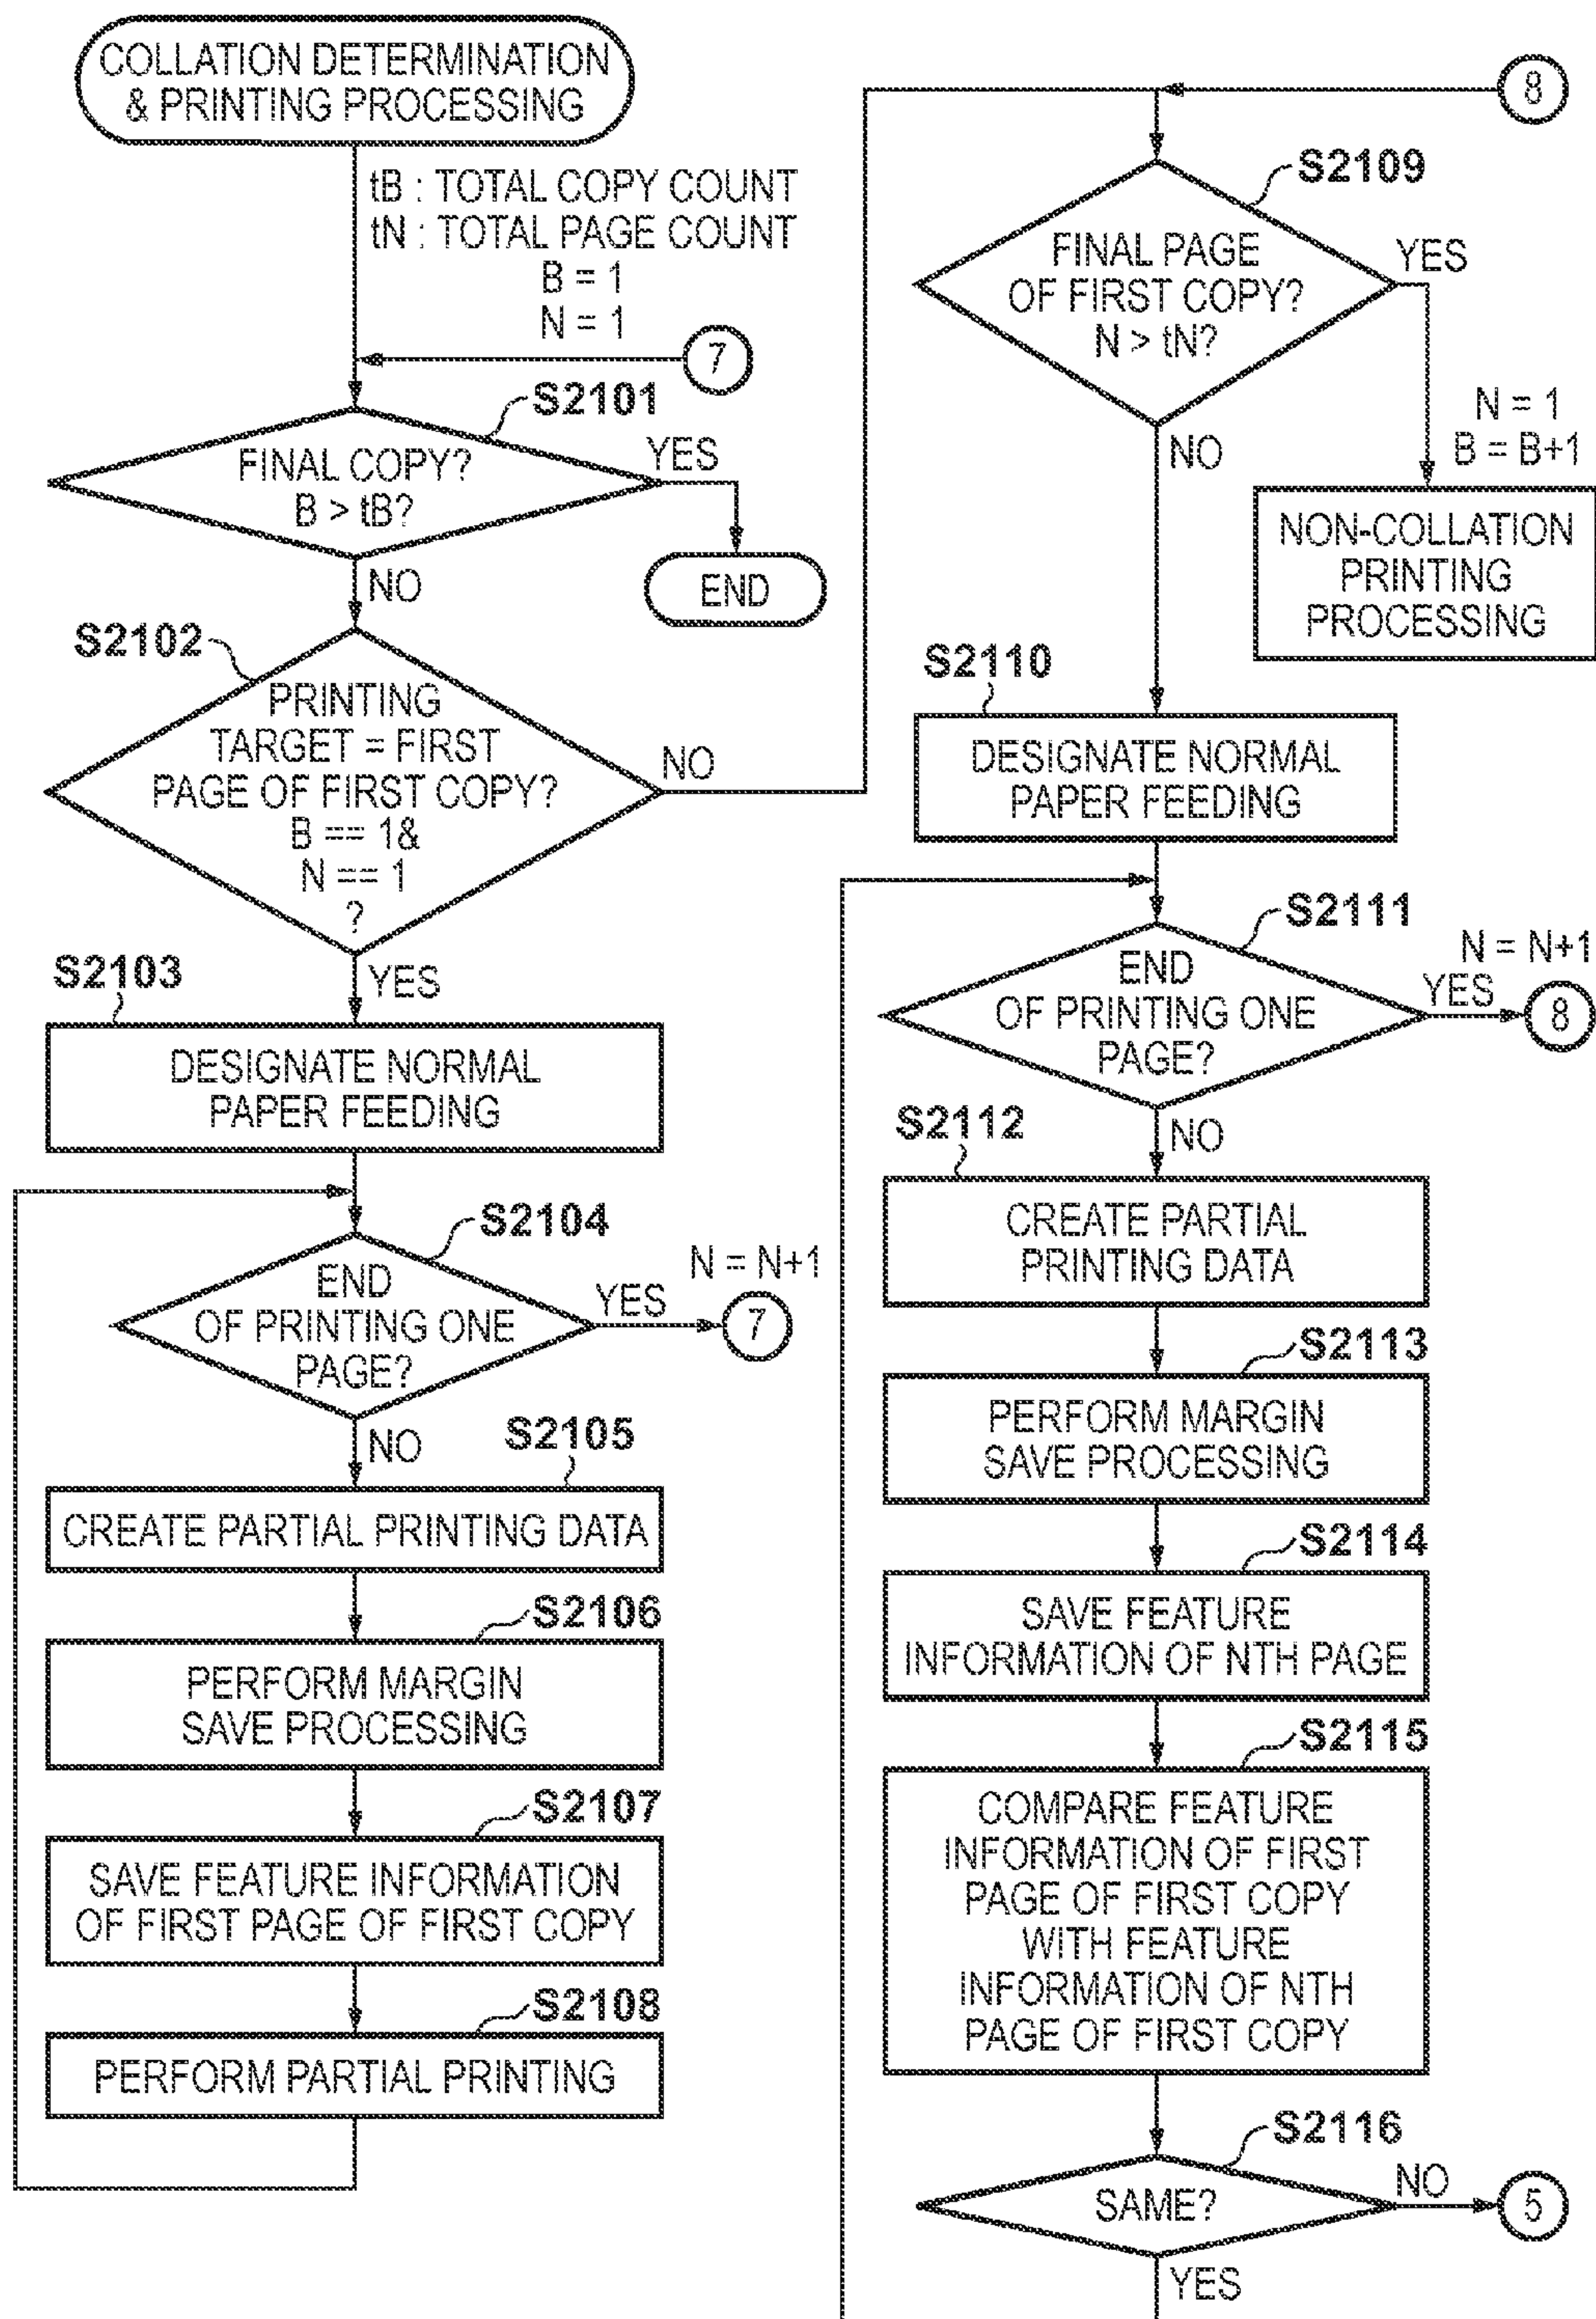 COLLATION DETERMINATION
& PRINTING PROCESSING
tB : TOTAL COPY COUNT
tN : TOTAL PAGE COUNT
B = 1
N = 1
7
S2101
FINAL COPY?
B > tB?
YES
END
NO
S2102
PRINTING
TARGET = FIRST
PAGE OF FIRST COPY?
B == 1&
N == 1
?
NO
YES
S2103
DESIGNATE NORMAL
PAPER FEEDING
S2104
END
OF PRINTING ONE
PAGE?
YES
N = N+1
7
NO
S2105
CREATE PARTIAL PRINTING DATA
S2106
PERFORM MARGIN
SAVE PROCESSING
S2107
SAVE FEATURE INFORMATION
OF FIRST PAGE OF FIRST COPY
S2108
PERFORM PARTIAL PRINTING
8
S2109
FINAL PAGE
OF FIRST COPY?
N > tN?
YES
N = 1
B = B+1
NON-COLLATION
PRINTING
PROCESSING
NO
S2110
DESIGNATE NORMAL
PAPER FEEDING
S2111
END
OF PRINTING ONE
PAGE?
N = N+1
YES
8
NO
S2112
CREATE PARTIAL
PRINTING DATA
S2113
PERFORM MARGIN
SAVE PROCESSING
S2114
SAVE FEATURE
INFORMATION OF NTH PAGE
S2115
COMPARE FEATURE
INFORMATION OF FIRST
PAGE OF FIRST COPY
WITH FEATURE
INFORMATION OF NTH
PAGE OF FIRST COPY
S2116
SAME?
NO
5
YES